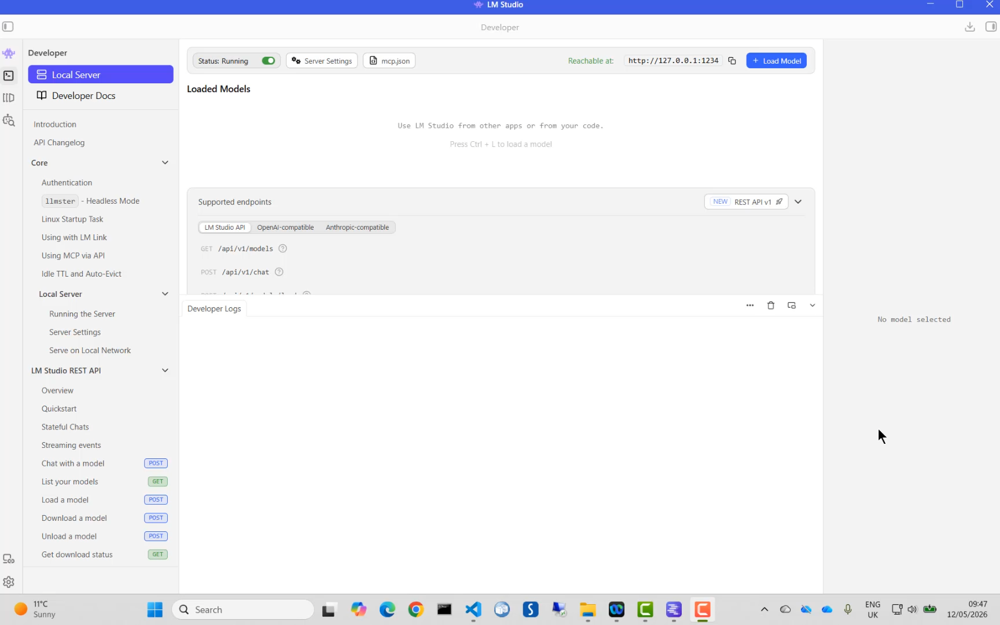 LM Studio
Developer
Developer
Local Server
Developer Docs
Introduction
API Changelog
Core
Authentication
llmster - Headless Mode
Linux Startup Task
Using with LM Link
Using MCP via API
Idle TTL and Auto-Evict
Local Server
Running the Server
Server Settings
Serve on Local Network
LM Studio REST API
Overview
Quickstart
Stateful Chats
Streaming events
Chat with a model POST
List your models GET
Load a model POST
Download a model POST
Unload a model POST
Get download status GET
Status: Running Server Settings mcp.json Reachable at: http://127.0.0.1:1234 + Load Model
Loaded Models
Use LM Studio from other apps or from your code.
Press Ctrl + L to load a model
Supported endpoints NEW REST API v1
LM Studio API OpenAI-compatible Anthropic-compatible
GET /api/v1/models
POST /api/v1/chat
Developer Logs
No model selected
11°C
Sunny
Search
ENG
UK
09:47
12/05/2026